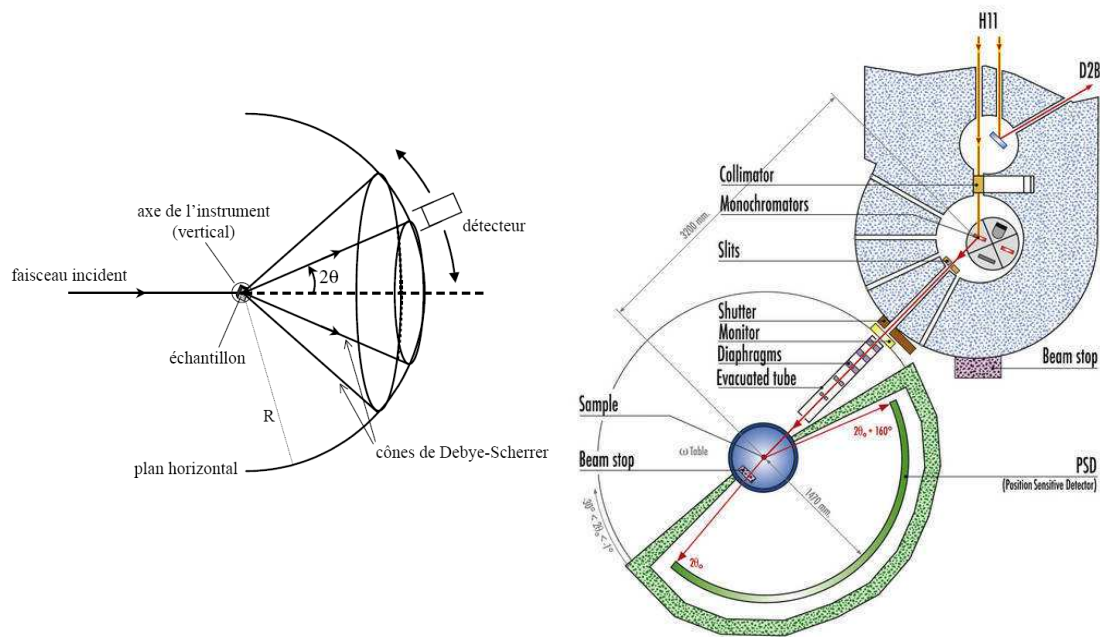 axe de l’instrument
(vertical)
détecteur
2θ
faisceau incident
échantillon
R
cônes de Debye-Scherrer
plan horizontal
H11
D2B
Collimator
Monochromators
3200 mm.
Slits
Shutter
Monitor
Diaphragms
Evacuated tube
Beam stop
Sample
2θ₀ + 160°
ω Table
Beam stop
PSD
(Position Sensitive Detector)
1470 mm.
-30° < 2θ₀ < -1°
2θ₀